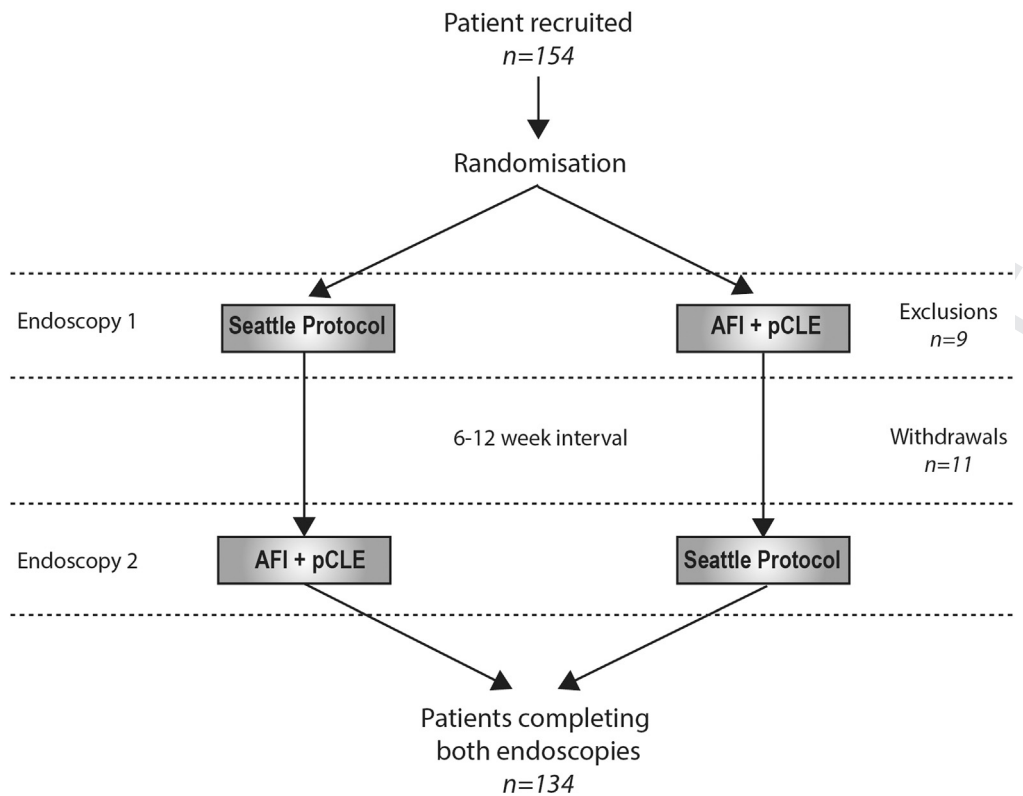 Patient recruited
n=154
Randomisation
Endoscopy 1
Seattle Protocol
AFI + pCLE
Exclusions
n=9
6-12 week interval
Withdrawals
n=11
Endoscopy 2
AFI + pCLE
Seattle Protocol
Patients completing
both endoscopies
n=134